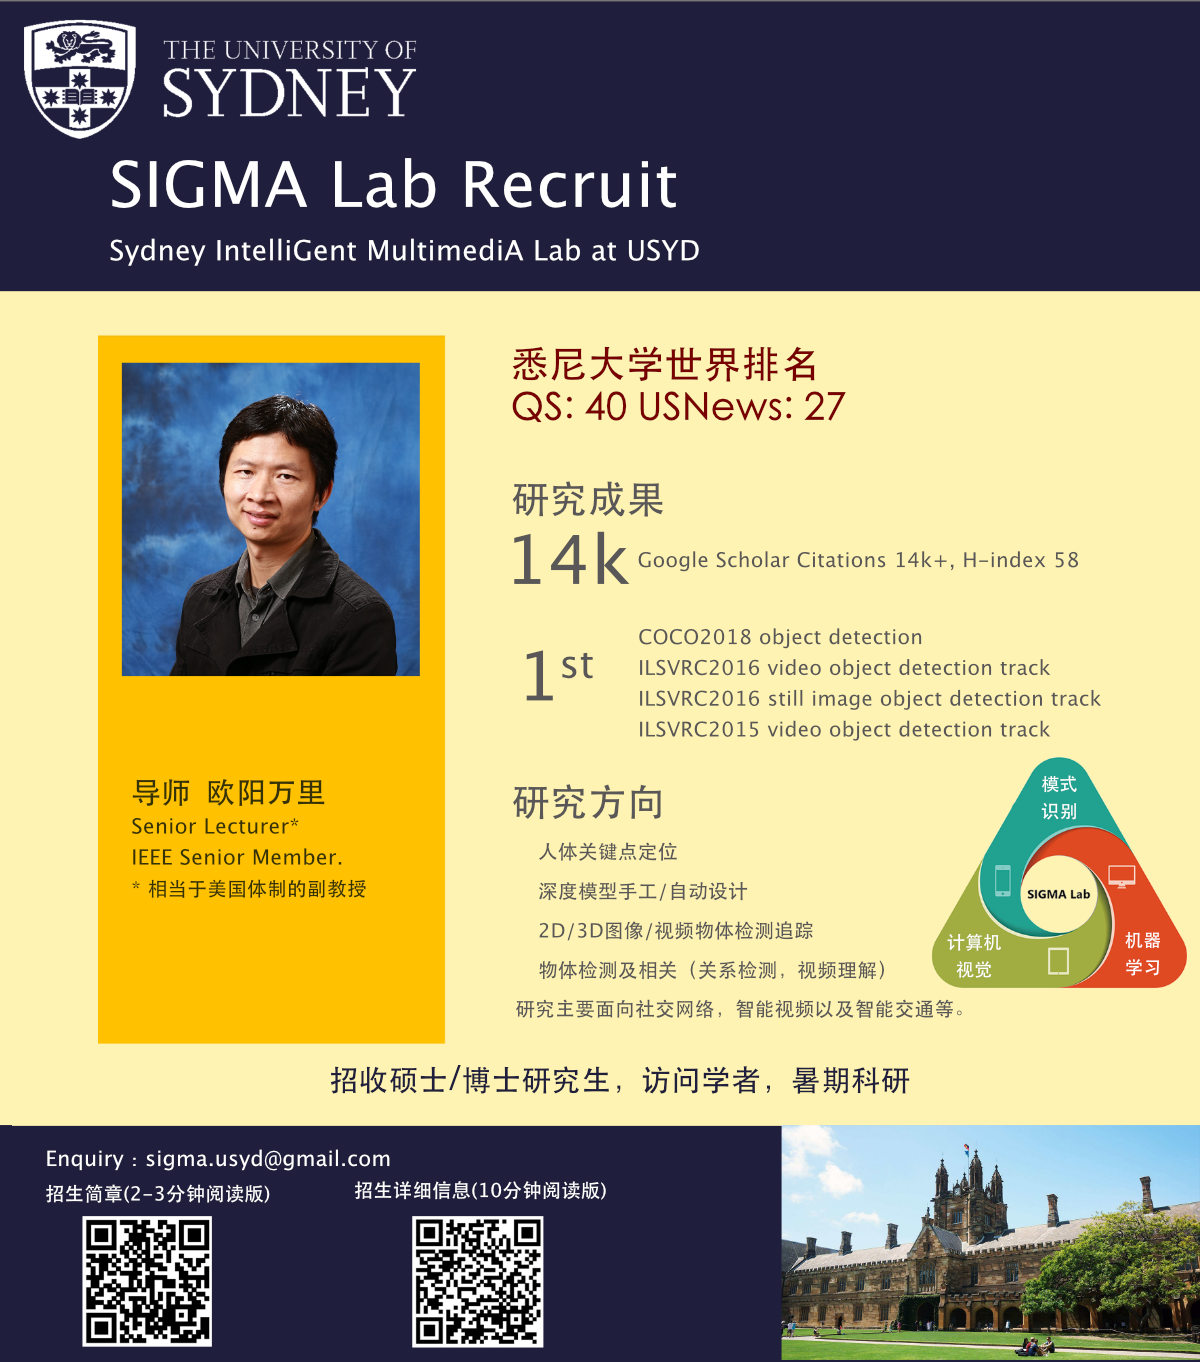 THE UNIVERSITY OF
SYDNEY
SIGMA Lab Recruit
Sydney IntelliGent MultimediA Lab at USYD
悉尼大学世界排名
QS: 40 USNews: 27
研究成果
14k Google Scholar Citations 14k+, H-index 58
1st
COCO2018 object detection
ILSVRC2016 video object detection track
ILSVRC2016 still image object detection track
ILSVRC2015 video object detection track
导师 欧阳万里
Senior Lecturer*
IEEE Senior Member.
* 相当于美国体制的副教授
研究方向
人体关键点定位
深度模型手工/自动设计
2D/3D图像/视频物体检测追踪
物体检测及相关（关系检测，视频理解）
研究主要面向社交网络，智能视频以及智能交通等。
模式
识别
SIGMA Lab
计算机
视觉
机器
学习
招收硕士/博士研究生，访问学者，暑期科研
Enquiry : sigma.usyd@gmail.com
招生简章(2-3分钟阅读版)
招生详细信息(10分钟阅读版)